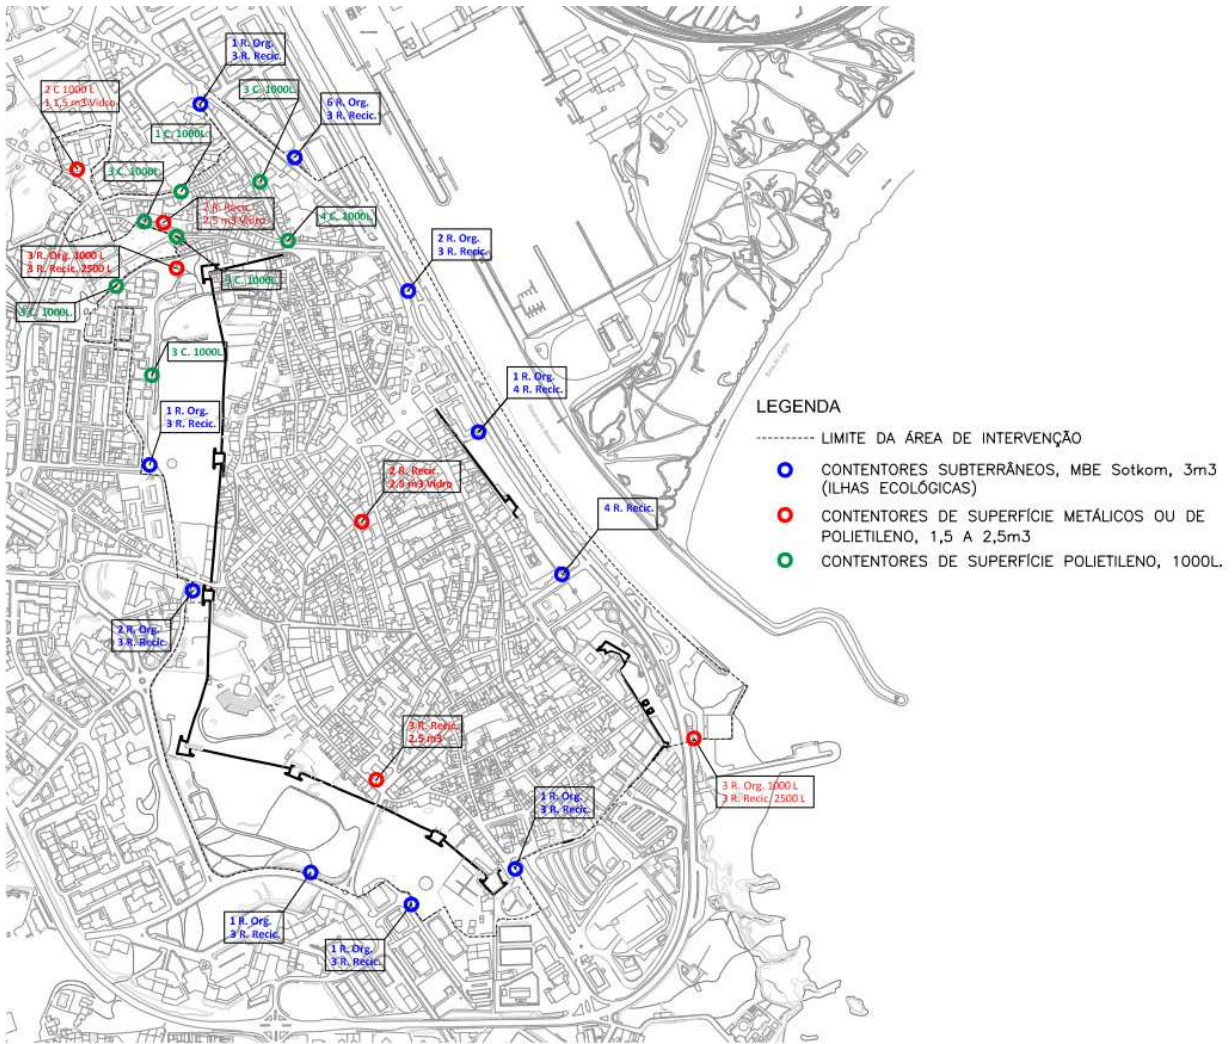 1 R. Org.
3 R. Recic.
2 C 1000 L
1 1,5 m3 Vidro
3 C. 1000L.
6 R. Org.
3 R. Recic.
1 C. 1000L.
3 C. 1000L.
2 R. Recic.
2.5 m3 Vidro
4 C. 1000L.
2 R. Org.
3 R. Recic.
3 R. Org. 1000 L
3 R. Recic. 2500 L
C. 1000L.
C. 1000L.
3 C. 1000L.
1 R. Org.
4 R. Recic.
1 R. Org.
3 R. Recic.
2 R. Recic.
2.5 m3 Vidro
4 R. Recic.
2 R. Org.
3 R. Recic.
3 R. Recic.
2.5 m3
3 R. Org. 1000 L
3 R. Recic. 2500 L
1 R. Org.
3 R. Recic.
1 R. Org.
3 R. Recic.
1 R. Org.
3 R. Recic.
LEGENDA
LIMITE DA ÁREA DE INTERVENÇÃO
CONTENTORES SUBTERRÂNEOS, MBE Sotkom, 3m3
(ILHAS ECOLÓGICAS)
CONTENTORES DE SUPERFÍCIE METÁLICOS OU DE
POLIETILENO, 1,5 A 2,5m3
CONTENTORES DE SUPERFÍCIE POLIETILENO, 1000L.